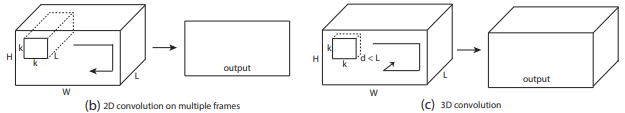 k
k
L
H
L
W
output
(b) 2D convolution on multiple frames
k
k
d < L
H
L
W
output
(c) 3D convolution